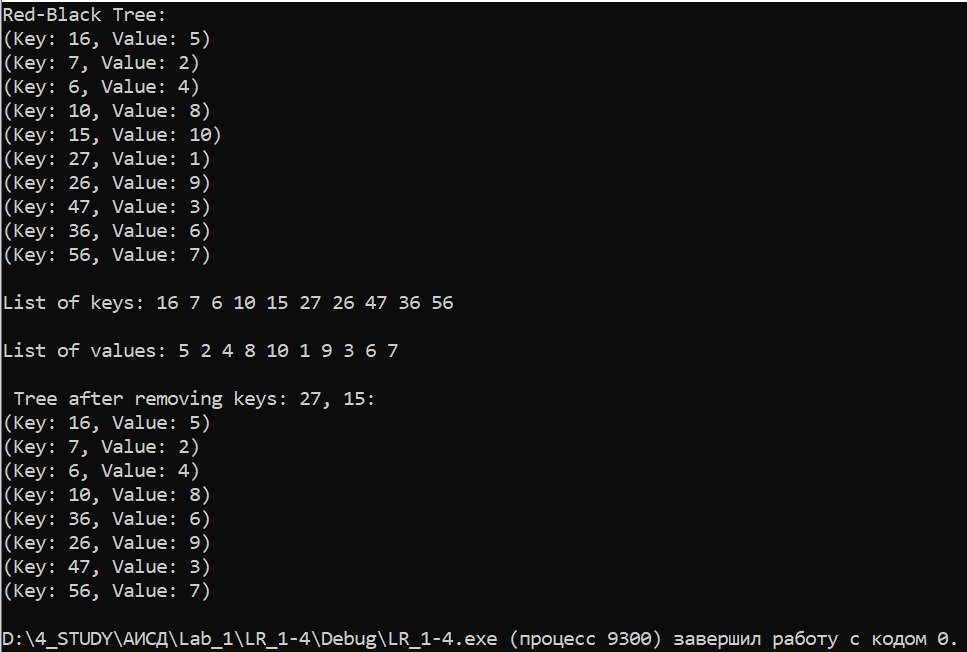 Red-Black Tree:
(Key: 16, Value: 5)
(Key: 7, Value: 2)
(Key: 6, Value: 4)
(Key: 10, Value: 8)
(Key: 15, Value: 10)
(Key: 27, Value: 1)
(Key: 26, Value: 9)
(Key: 47, Value: 3)
(Key: 36, Value: 6)
(Key: 56, Value: 7)
List of keys: 16 7 6 10 15 27 26 47 36 56
List of values: 5 2 4 8 10 1 9 3 6 7
Tree after removing keys: 27, 15:
(Key: 16, Value: 5)
(Key: 7, Value: 2)
(Key: 6, Value: 4)
(Key: 10, Value: 8)
(Key: 36, Value: 6)
(Key: 26, Value: 9)
(Key: 47, Value: 3)
(Key: 56, Value: 7)
D:\4_STUDY\АИСД\Lab_1\LR_1-4\Debug\LR_1-4.exe (процесс 9300) завершил работу с кодом 0.